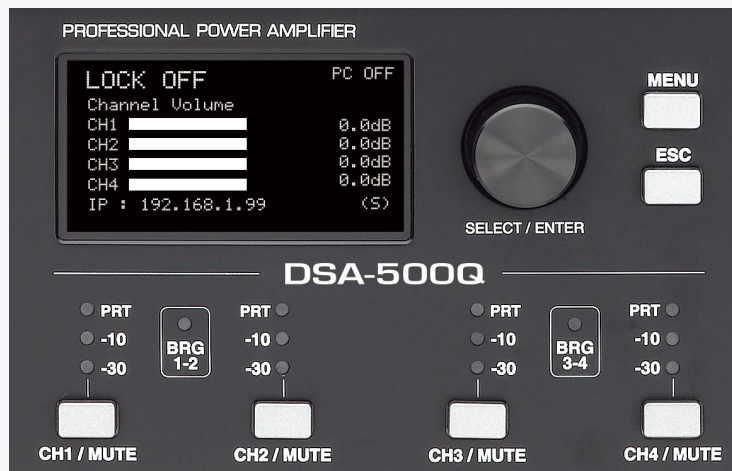 PROFESSIONAL POWER AMPLIFIER
LOCK OFF PC OFF
Channel Volume
CH1 0.0dB
CH2 0.0dB
CH3 0.0dB
CH4 0.0dB
IP : 192.168.1.99 (S)
MENU
ESC
SELECT / ENTER
DSA-500Q
PRT PRT PRT PRT
-10 -10 -10 -10
BRG BRG
1-2 3-4
-30 -30 -30 -30
CH1 / MUTE CH2 / MUTE CH3 / MUTE CH4 / MUTE